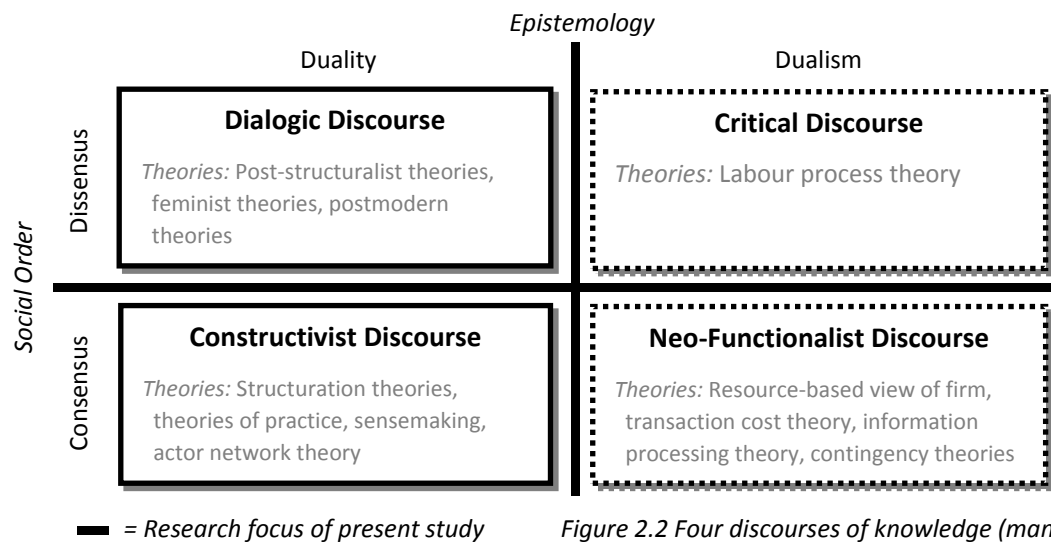 Epistemology
Duality
Dualism
Social Order
Dissensus
Dialogic Discourse
Theories: Post-structuralist theories,
feminist theories, postmodern
theories
Critical Discourse
Theories: Labour process theory
Consensus
Constructivist Discourse
Theories: Structuration theories,
theories of practice, sensemaking,
actor network theory
Neo-Functionalist Discourse
Theories: Resource-based view of firm,
transaction cost theory, information
processing theory, contingency theories
= Research focus of present study
Figure 2.2 Four discourses of knowledge (man